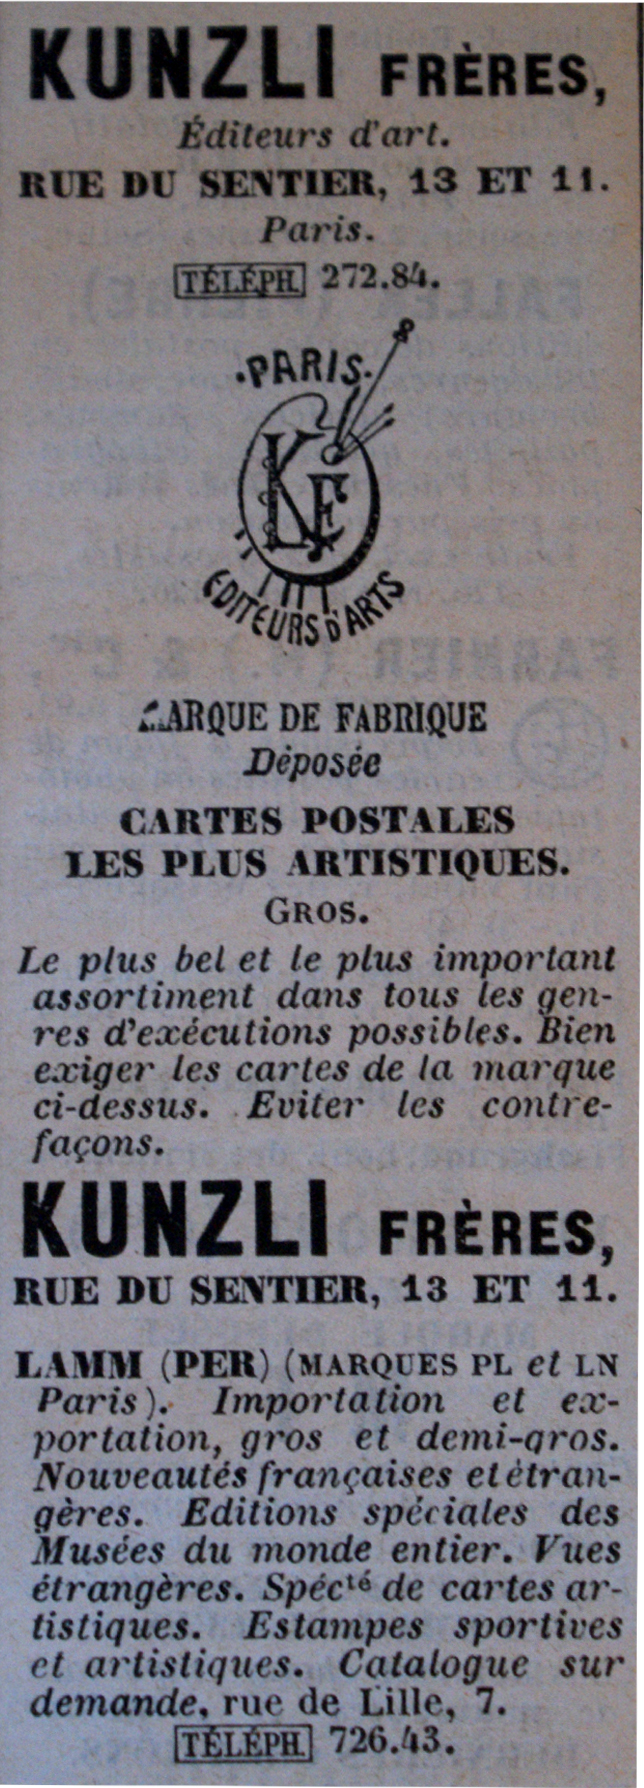 KUNZLI FRÈRES,
Éditeurs d'art.
RUE DU SENTIER, 13 ET 11.
Paris.
TÉLÉPH. 272.84.
·PARIS·
KF
EDITEURS D'ARTS
MARQUE DE FABRIQUE
Déposée
CARTES POSTALES
LES PLUS ARTISTIQUES.
GROS.
Le plus bel et le plus important
assortiment dans tous les gen-
res d'exécutions possibles. Bien
exiger les cartes de la marque
ci-dessus. Eviter les contre-
façons.
KUNZLI FRÈRES,
RUE DU SENTIER, 13 ET 11.
LAMM (PER) (MARQUES PL et LN
Paris). Importation et ex-
portation, gros et demi-gros.
Nouveautés françaises et étran-
gères. Editions spéciales des
Musées du monde entier. Vues
étrangères. Spécté de cartes ar-
tistiques. Estampes sportives
et artistiques. Catalogue sur
demande, rue de Lille, 7.
TÉLÉPH. 726.43.